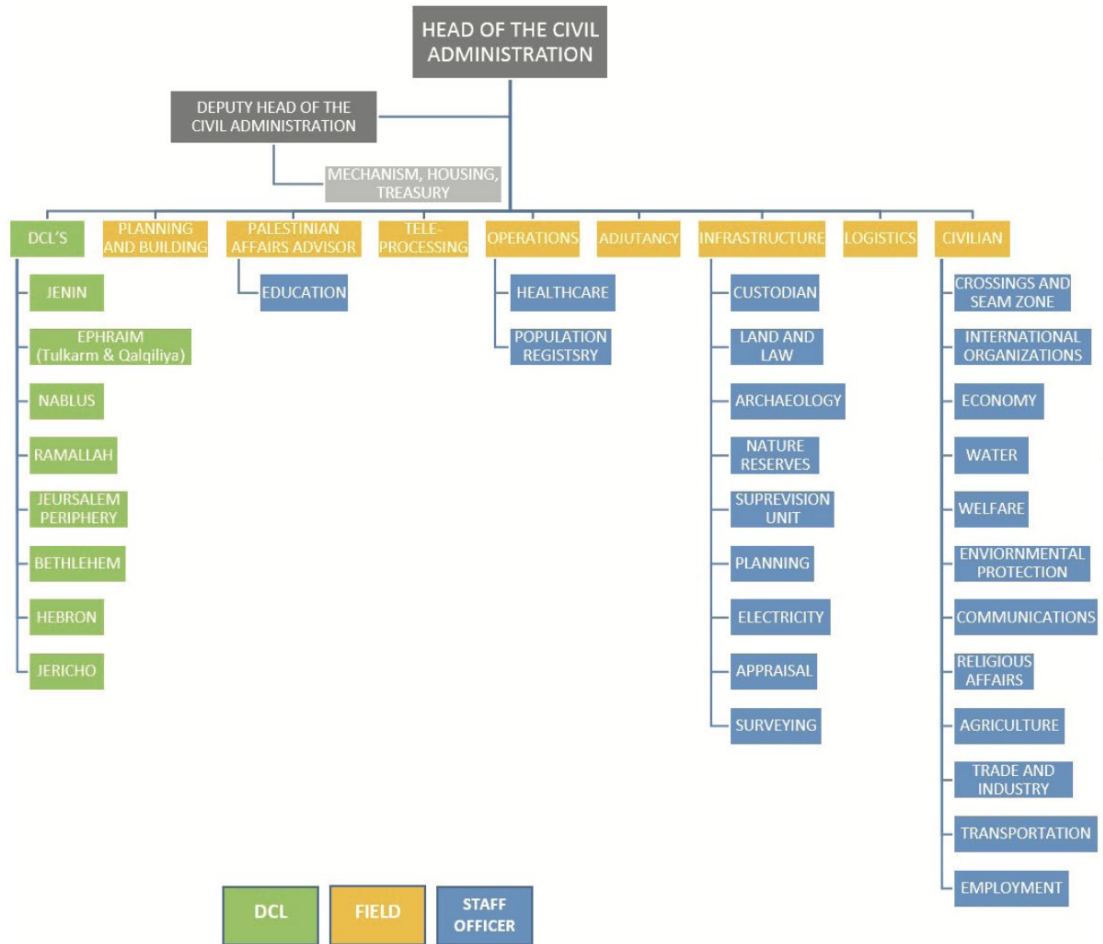 HEAD OF THE CIVIL
ADMINISTRATION
DEPUTY HEAD OF THE
CIVIL ADMINISTRATION
MECHANISM, HOUSING,
TREASURY
DCL'S
PLANNING
AND BUILDING
PALESTINIAN
AFFAIRS ADVISOR
TELE-
PROCESSING
OPERATIONS
ADJUTANCY
INFRASTRUCTURE
LOGISTICS
CIVILIAN
JENIN
EPHRAIM
(Tulkarm & Qalqiliya)
NABLUS
RAMALLAH
JEURSALEM
PERIPHERY
BETHLEHEM
HEBRON
JERICHO
EDUCATION
HEALTHCARE
POPULATION
REGISTSRY
CUSTODIAN
LAND AND
LAW
ARCHAEOLOGY
NATURE
RESERVES
SUPREVISION
UNIT
PLANNING
ELECTRICITY
APPRAISAL
SURVEYING
CROSSINGS AND
SEAM ZONE
INTERNATIONAL
ORGANIZATIONS
ECONOMY
WATER
WELFARE
ENVIORNMENTAL
PROTECTION
COMMUNICATIONS
RELIGIOUS
AFFAIRS
AGRICULTURE
TRADE AND
INDUSTRY
TRANSPORTATION
EMPLOYMENT
DCL
FIELD
STAFF
OFFICER